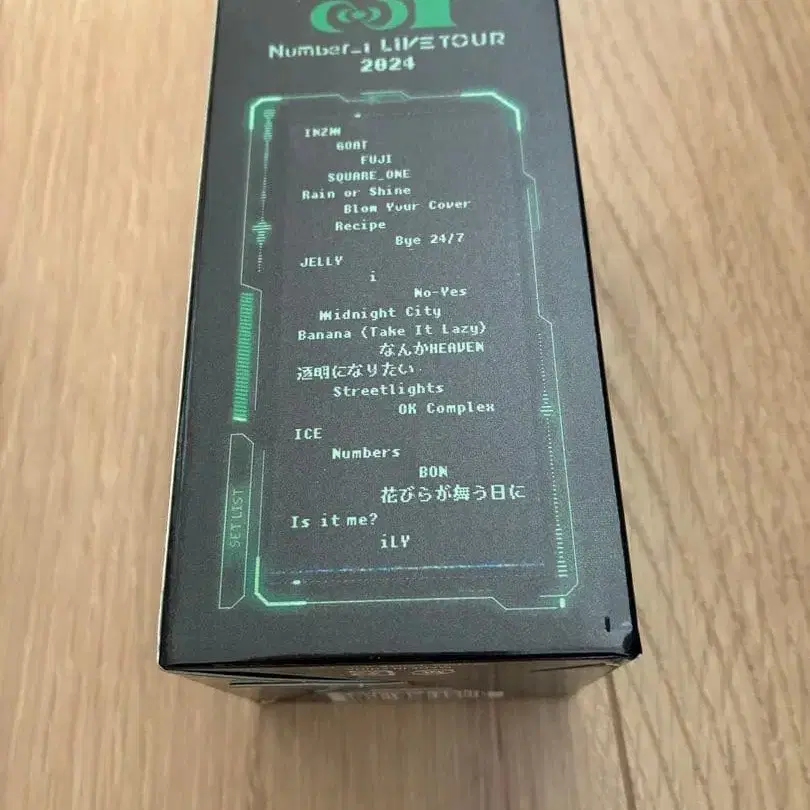 Number_i LIVE TOUR
2024
INZM
GOAT
FUJI
SQUARE_ONE
Rain or Shine
Blow Your Cover
Recipe
Bye 24/7
JELLY
i
No-Yes
Midnight City
Banana (Take It Lazy)
なんかHEAVEN
透明になりたい
Streetlights
OK Complex
ICE
Numbers
BON
花びらが舞う日に
Is it me?
iLY
SETLIST